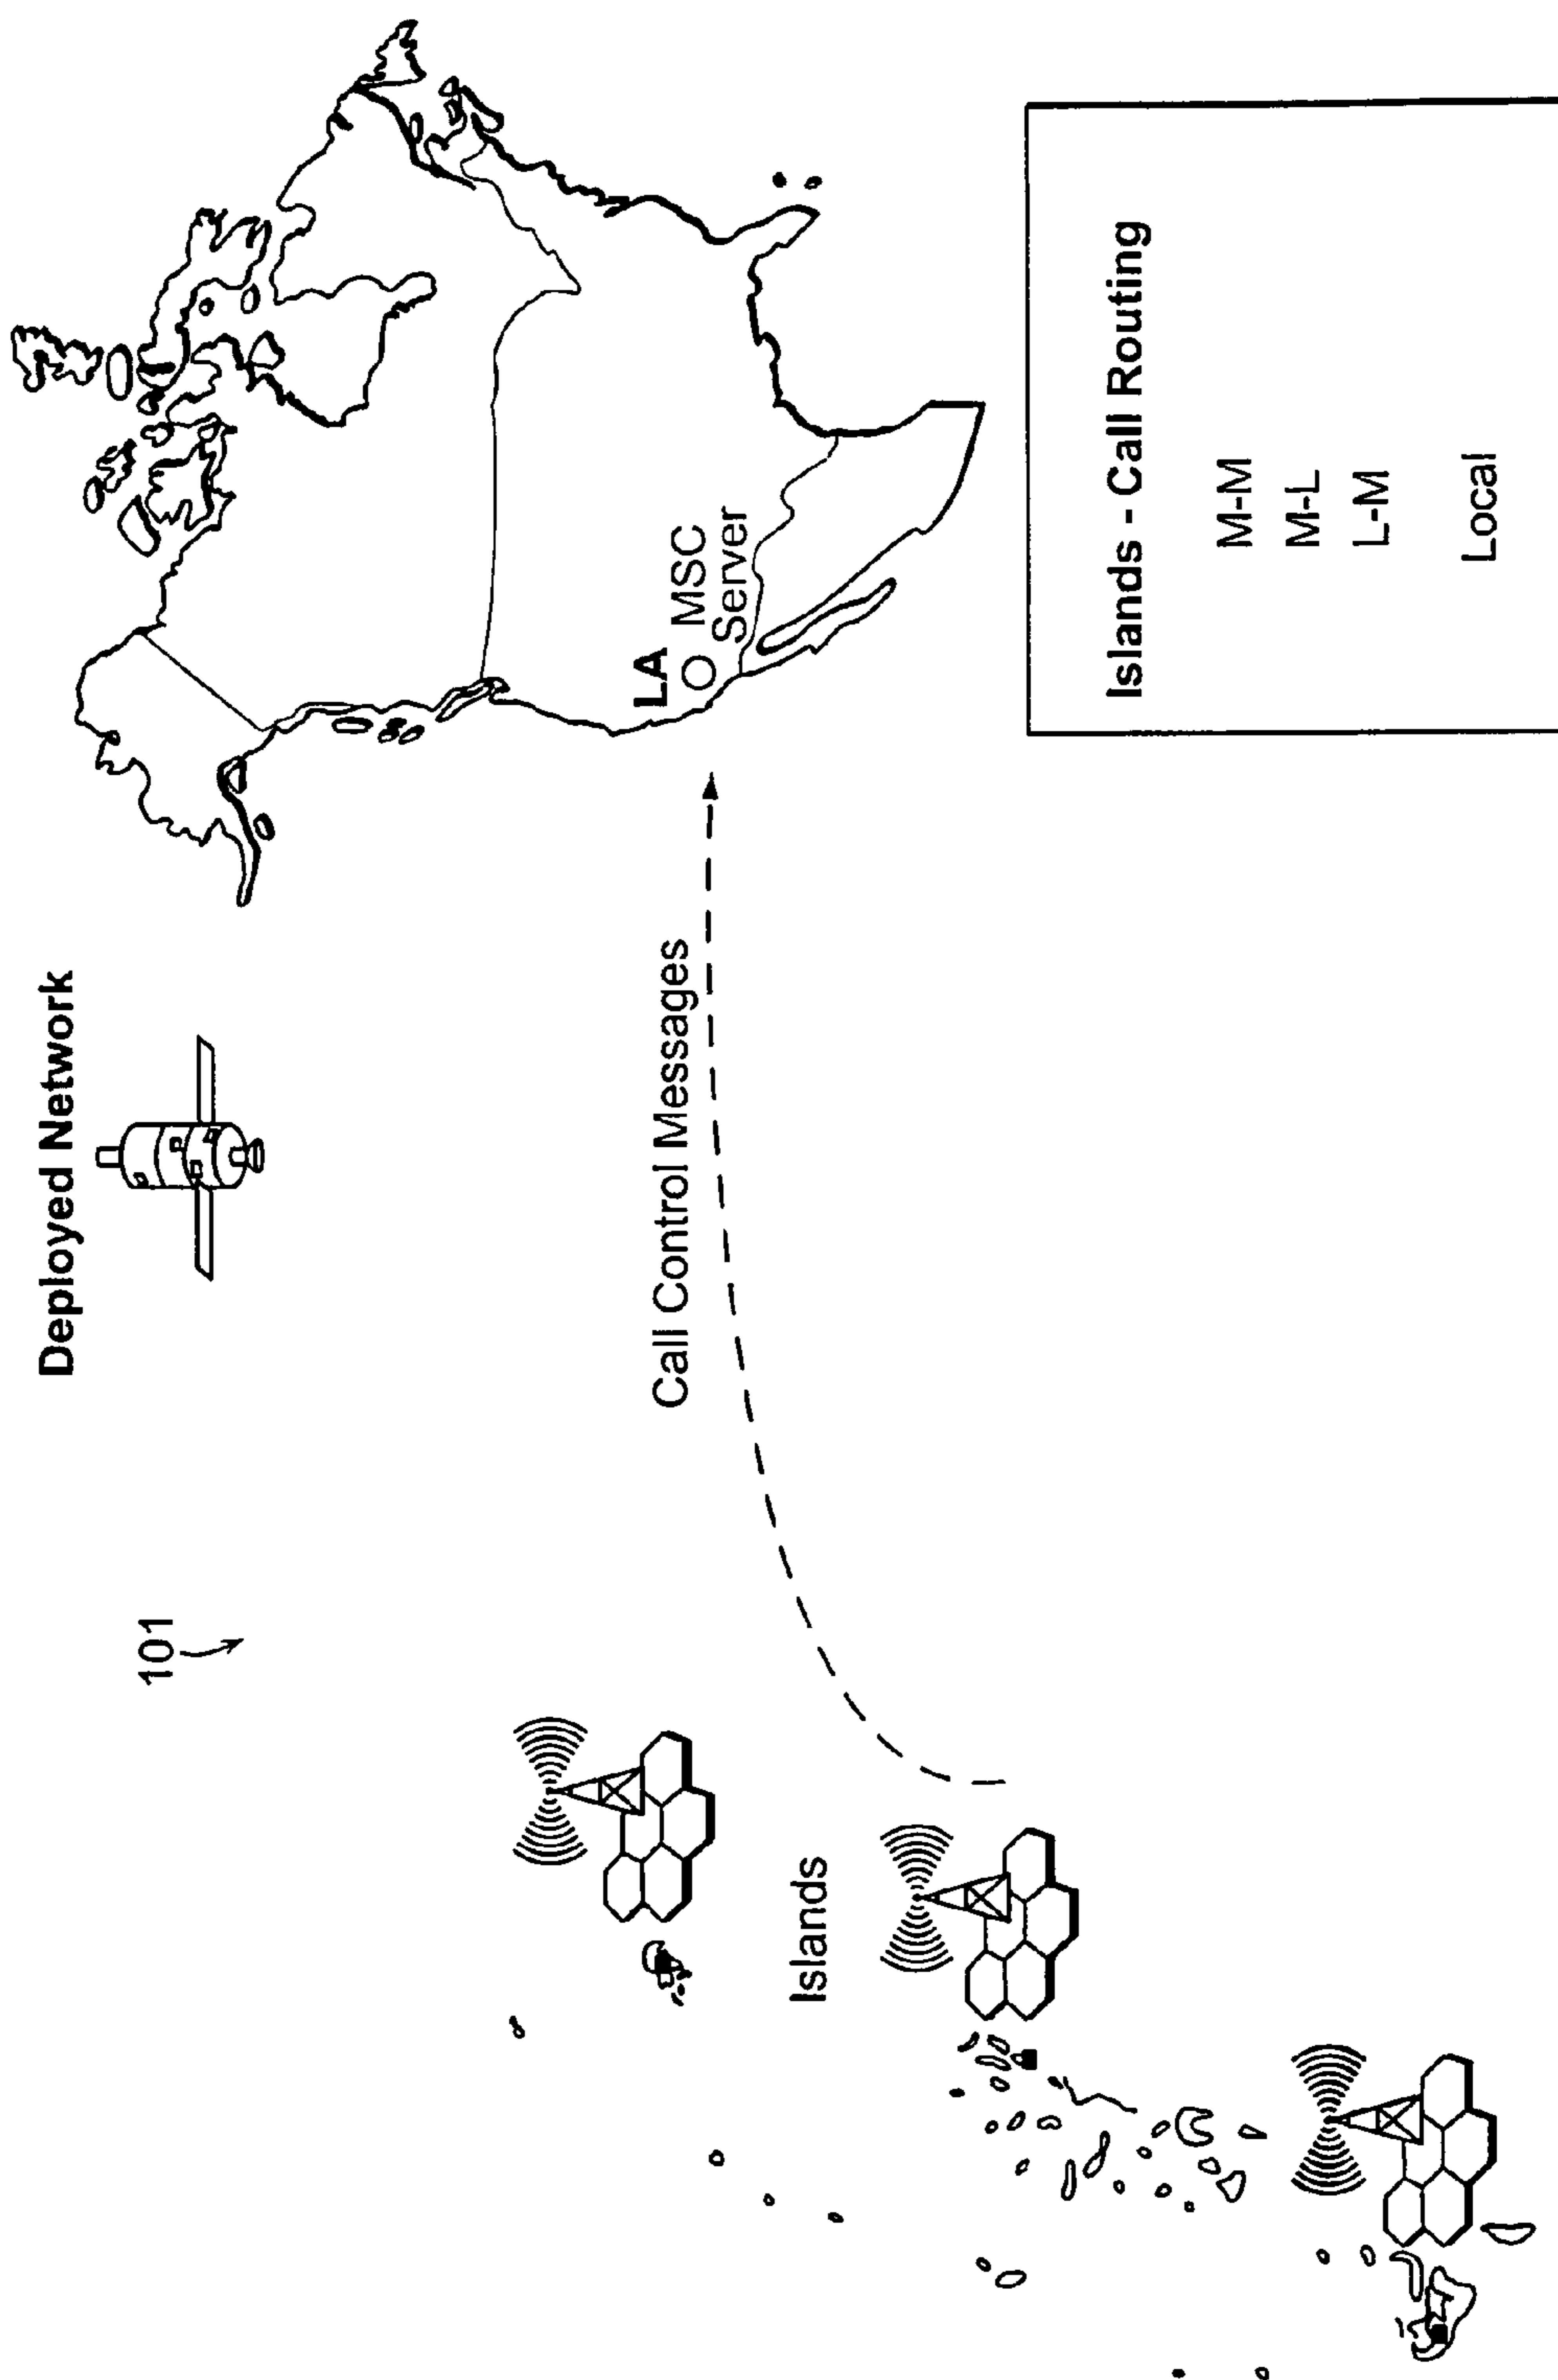 Deployed Network
101
LA
MSC
Server
Call Control Messages
Islands
Islands - Call Routing
M-M
M-L
L-M
Local